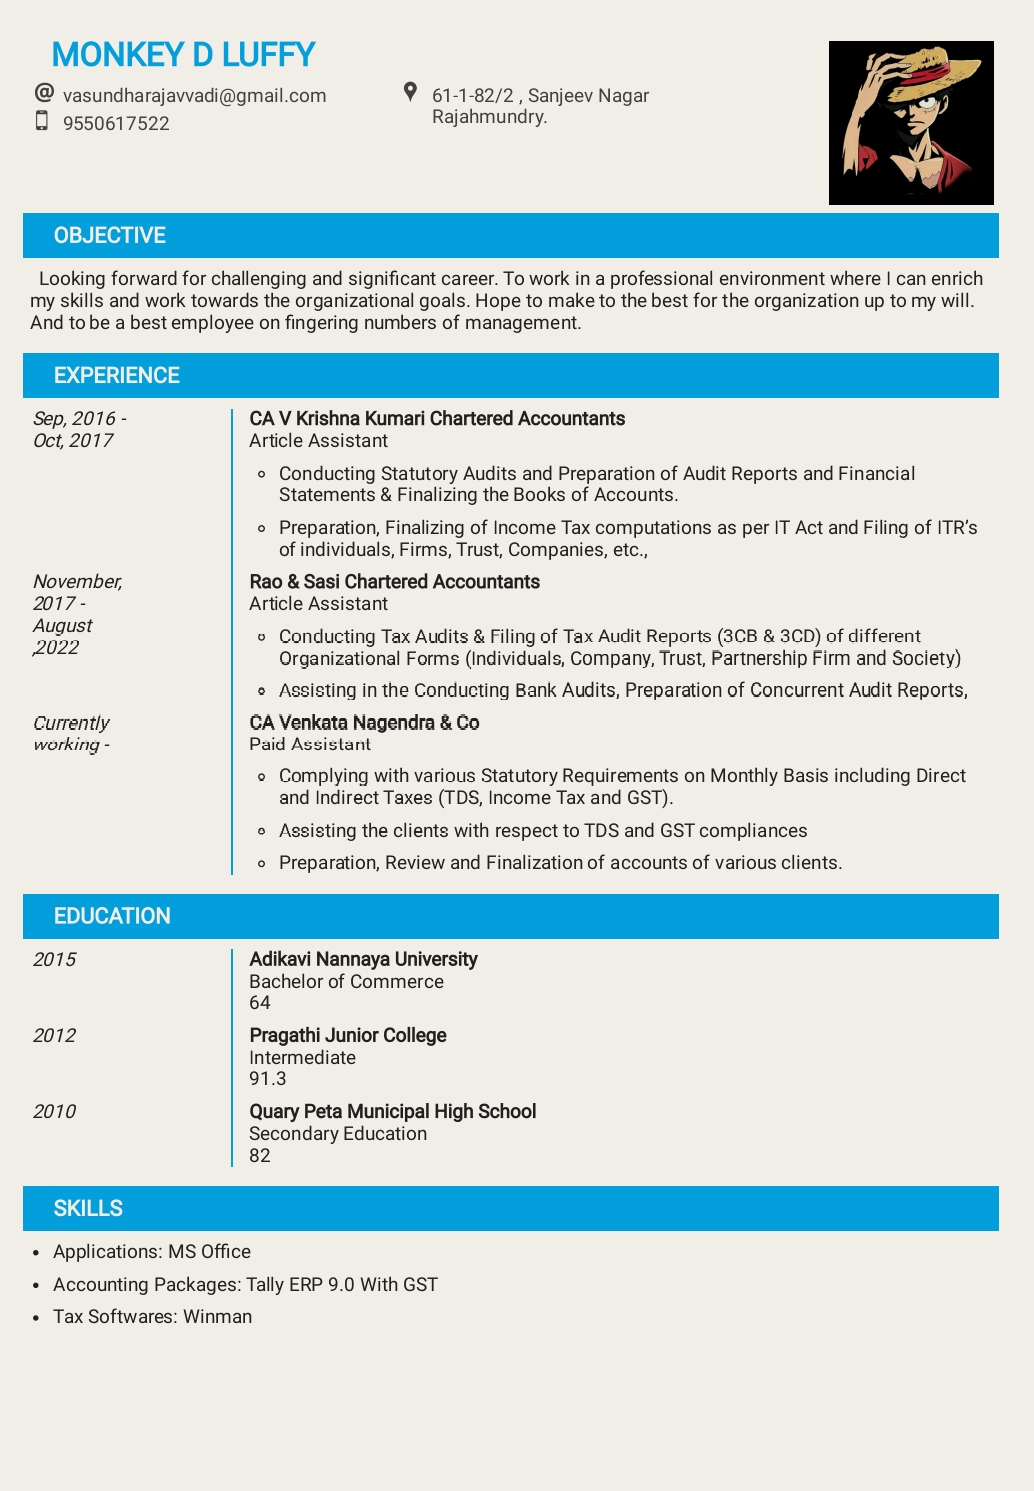 MONKEY D LUFFY
vasundharajavvadi@gmail.com
9550617522
61-1-82/2 , Sanjeev Nagar
Rajahmundry.
OBJECTIVE
Looking forward for challenging and significant career. To work in a professional environment where I can enrich
my skills and work towards the organizational goals. Hope to make to the best for the organization up to my will.
And to be a best employee on fingering numbers of management.
EXPERIENCE
Sep, 2016 -
Oct, 2017
CA V Krishna Kumari Chartered Accountants
Article Assistant
Conducting Statutory Audits and Preparation of Audit Reports and Financial
Statements & Finalizing the Books of Accounts.
Preparation, Finalizing of Income Tax computations as per IT Act and Filing of ITR’s
of individuals, Firms, Trust, Companies, etc.,
November,
2017 -
August
,2022
Rao & Sasi Chartered Accountants
Article Assistant
Conducting Tax Audits & Filing of Tax Audit Reports (3CB & 3CD) of different
Organizational Forms (Individuals, Company, Trust, Partnership Firm and Society)
Assisting in the Conducting Bank Audits, Preparation of Concurrent Audit Reports,
Currently
working -
CA Venkata Nagendra & Co
Paid Assistant
Complying with various Statutory Requirements on Monthly Basis including Direct
and Indirect Taxes (TDS, Income Tax and GST).
Assisting the clients with respect to TDS and GST compliances
Preparation, Review and Finalization of accounts of various clients.
EDUCATION
2015
Adikavi Nannaya University
Bachelor of Commerce
64
2012
Pragathi Junior College
Intermediate
91.3
2010
Quary Peta Municipal High School
Secondary Education
82
SKILLS
Applications: MS Office
Accounting Packages: Tally ERP 9.0 With GST
Tax Softwares: Winman